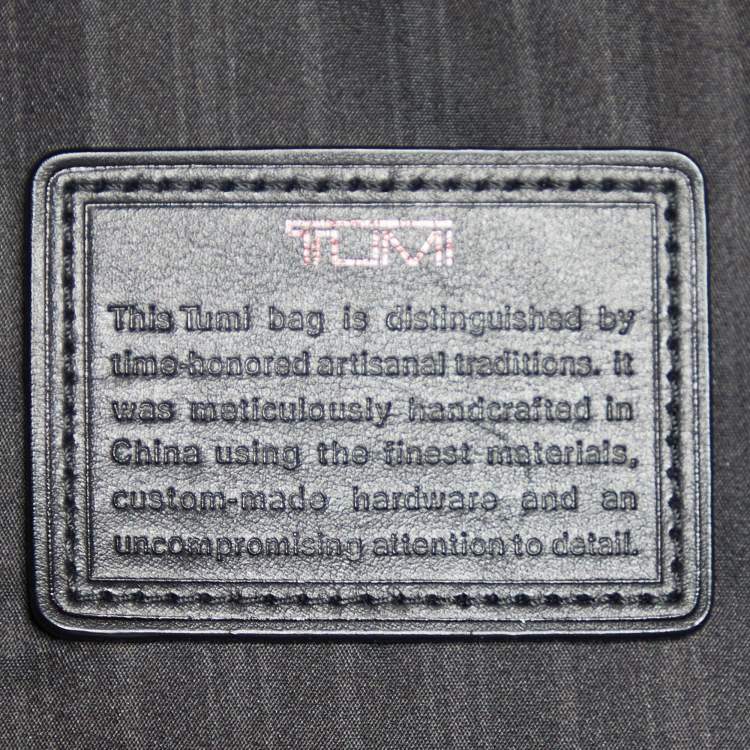 TUMI
This Tumi bag is distinguished by
time-honored artisanal traditions. It
was meticulously handcrafted in
China using the finest materials,
custom-made hardware and an
uncompromising attention to detail.